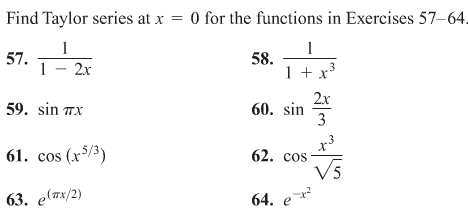 Find Taylor series at x = 0 for the functions in Exercises 57–64.
57. 1/(1 − 2x) 58. 1/(1 + x³)
59. sin πx 60. sin 2x/3
61. cos (x^(5/3)) 62. cos x³/√5
63. e^(πx/2) 64. e^(−x²)